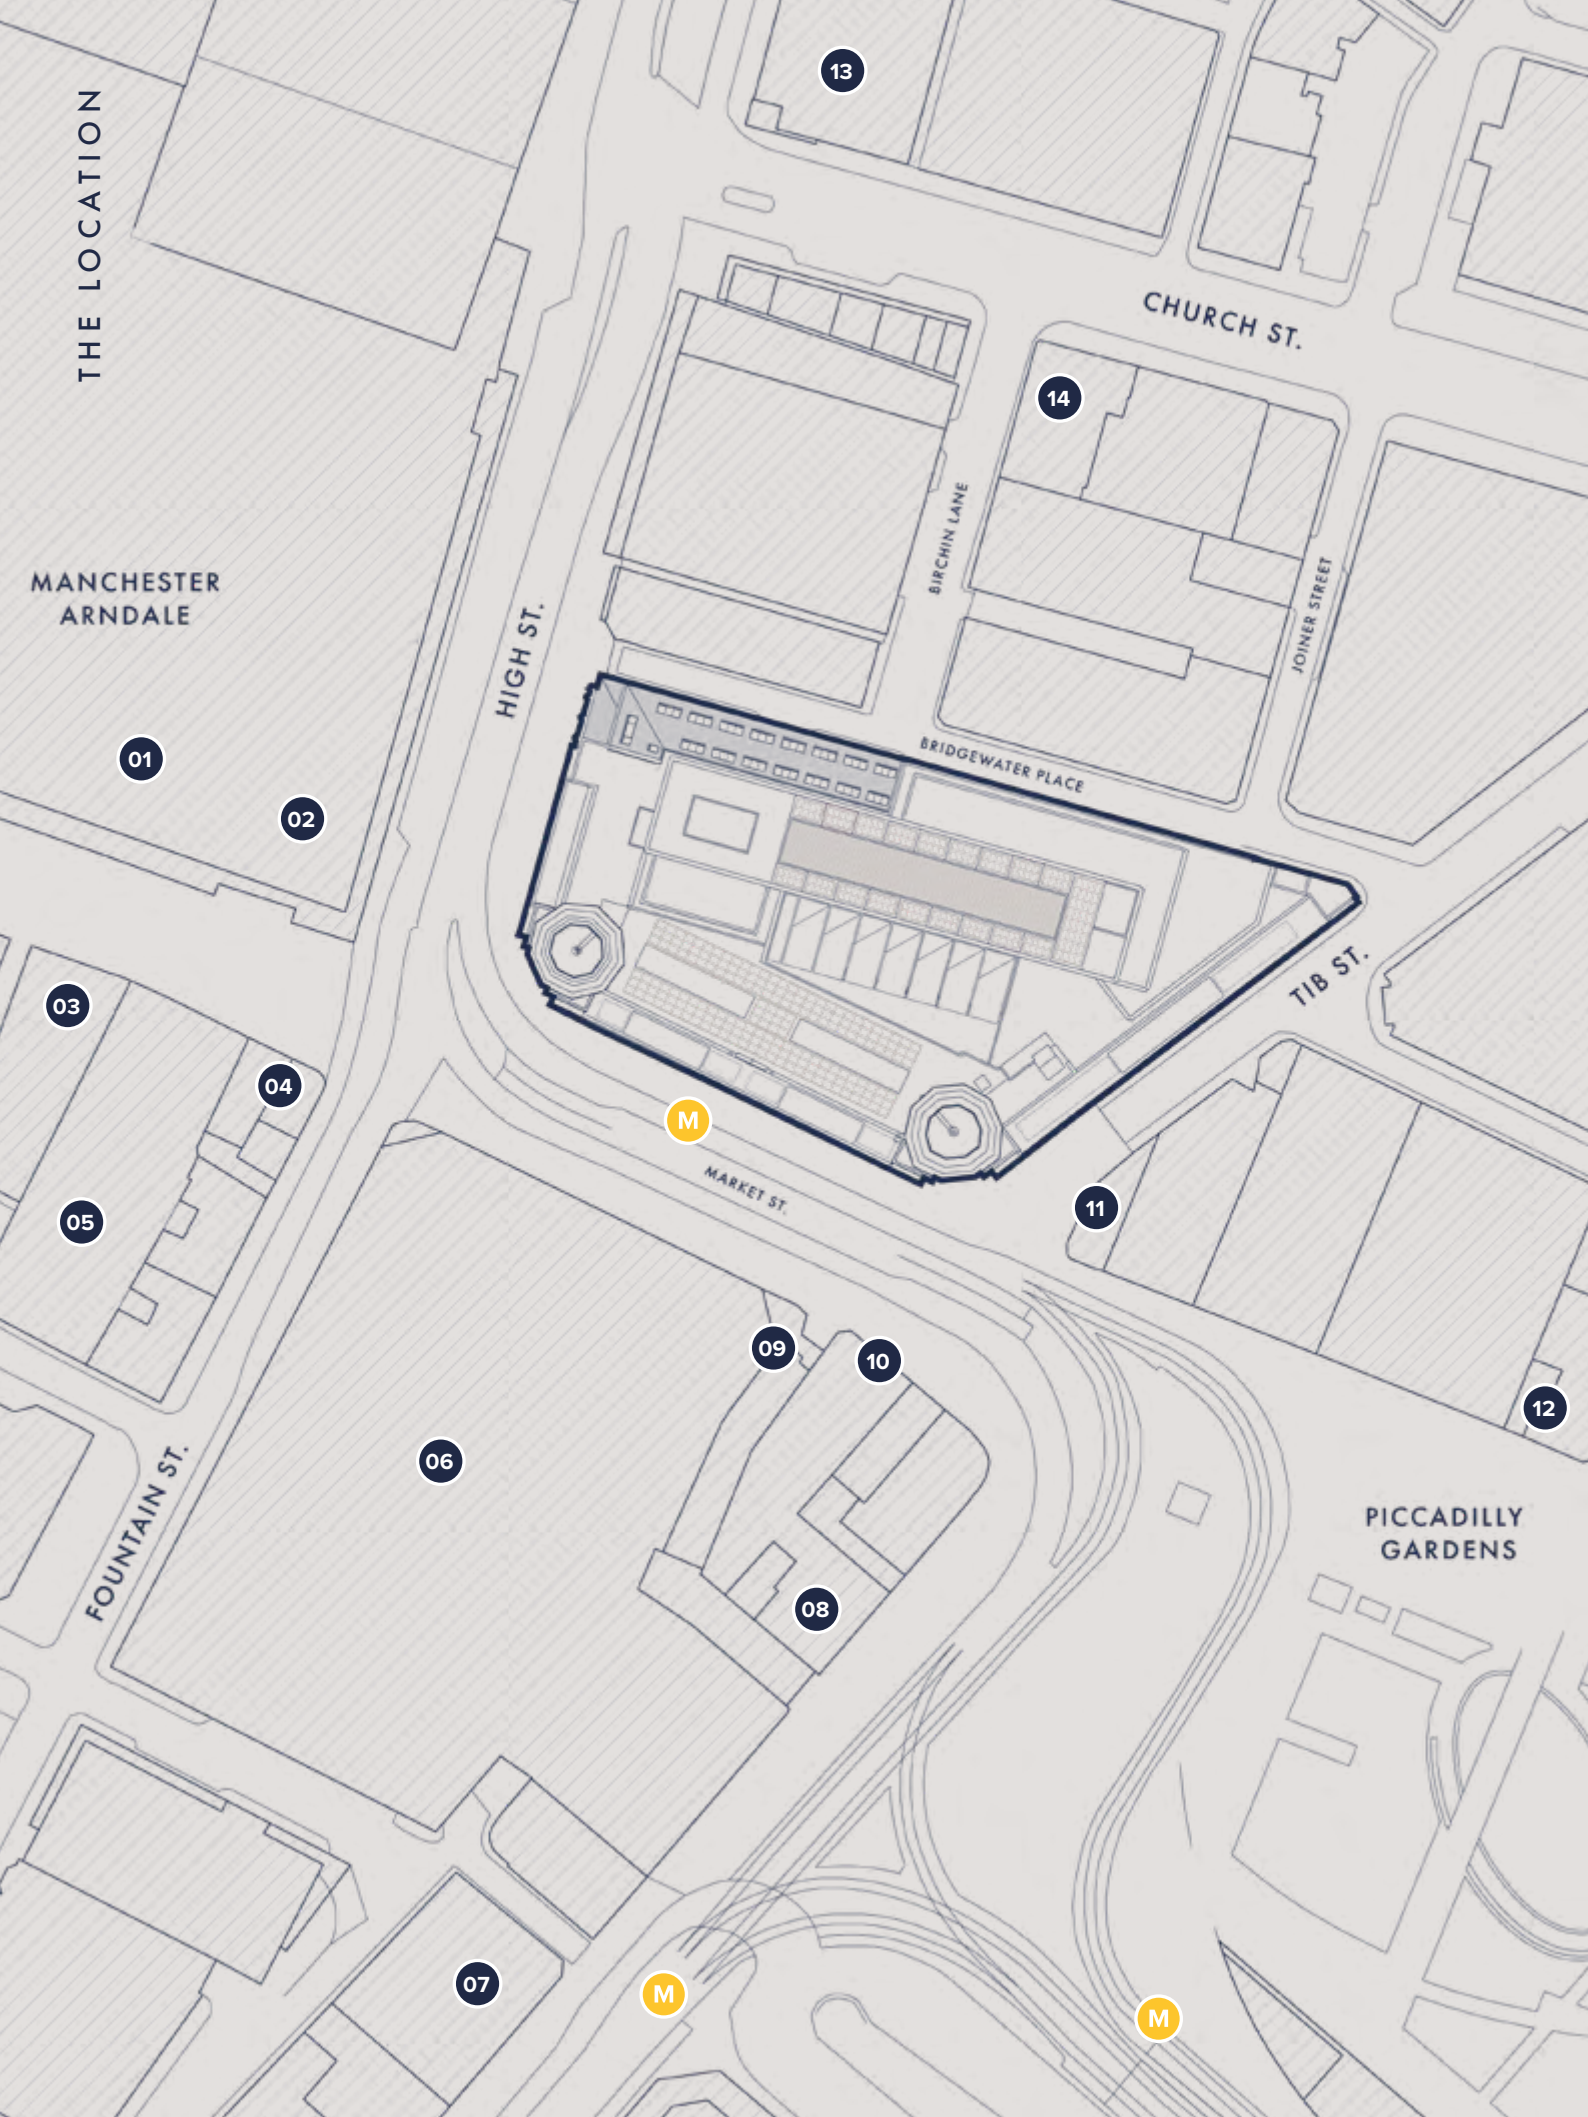 THE LOCATION
13
CHURCH ST.
14
BIRCHIN LANE
JOINER STREET
MANCHESTER
ARNDALE
HIGH ST.
BRIDGEWATER PLACE
01
02
TIB ST.
03
04
M
MARKET ST.
05
11
09
10
12
06
PICCADILLY
GARDENS
FOUNTAIN ST.
08
07
M
M